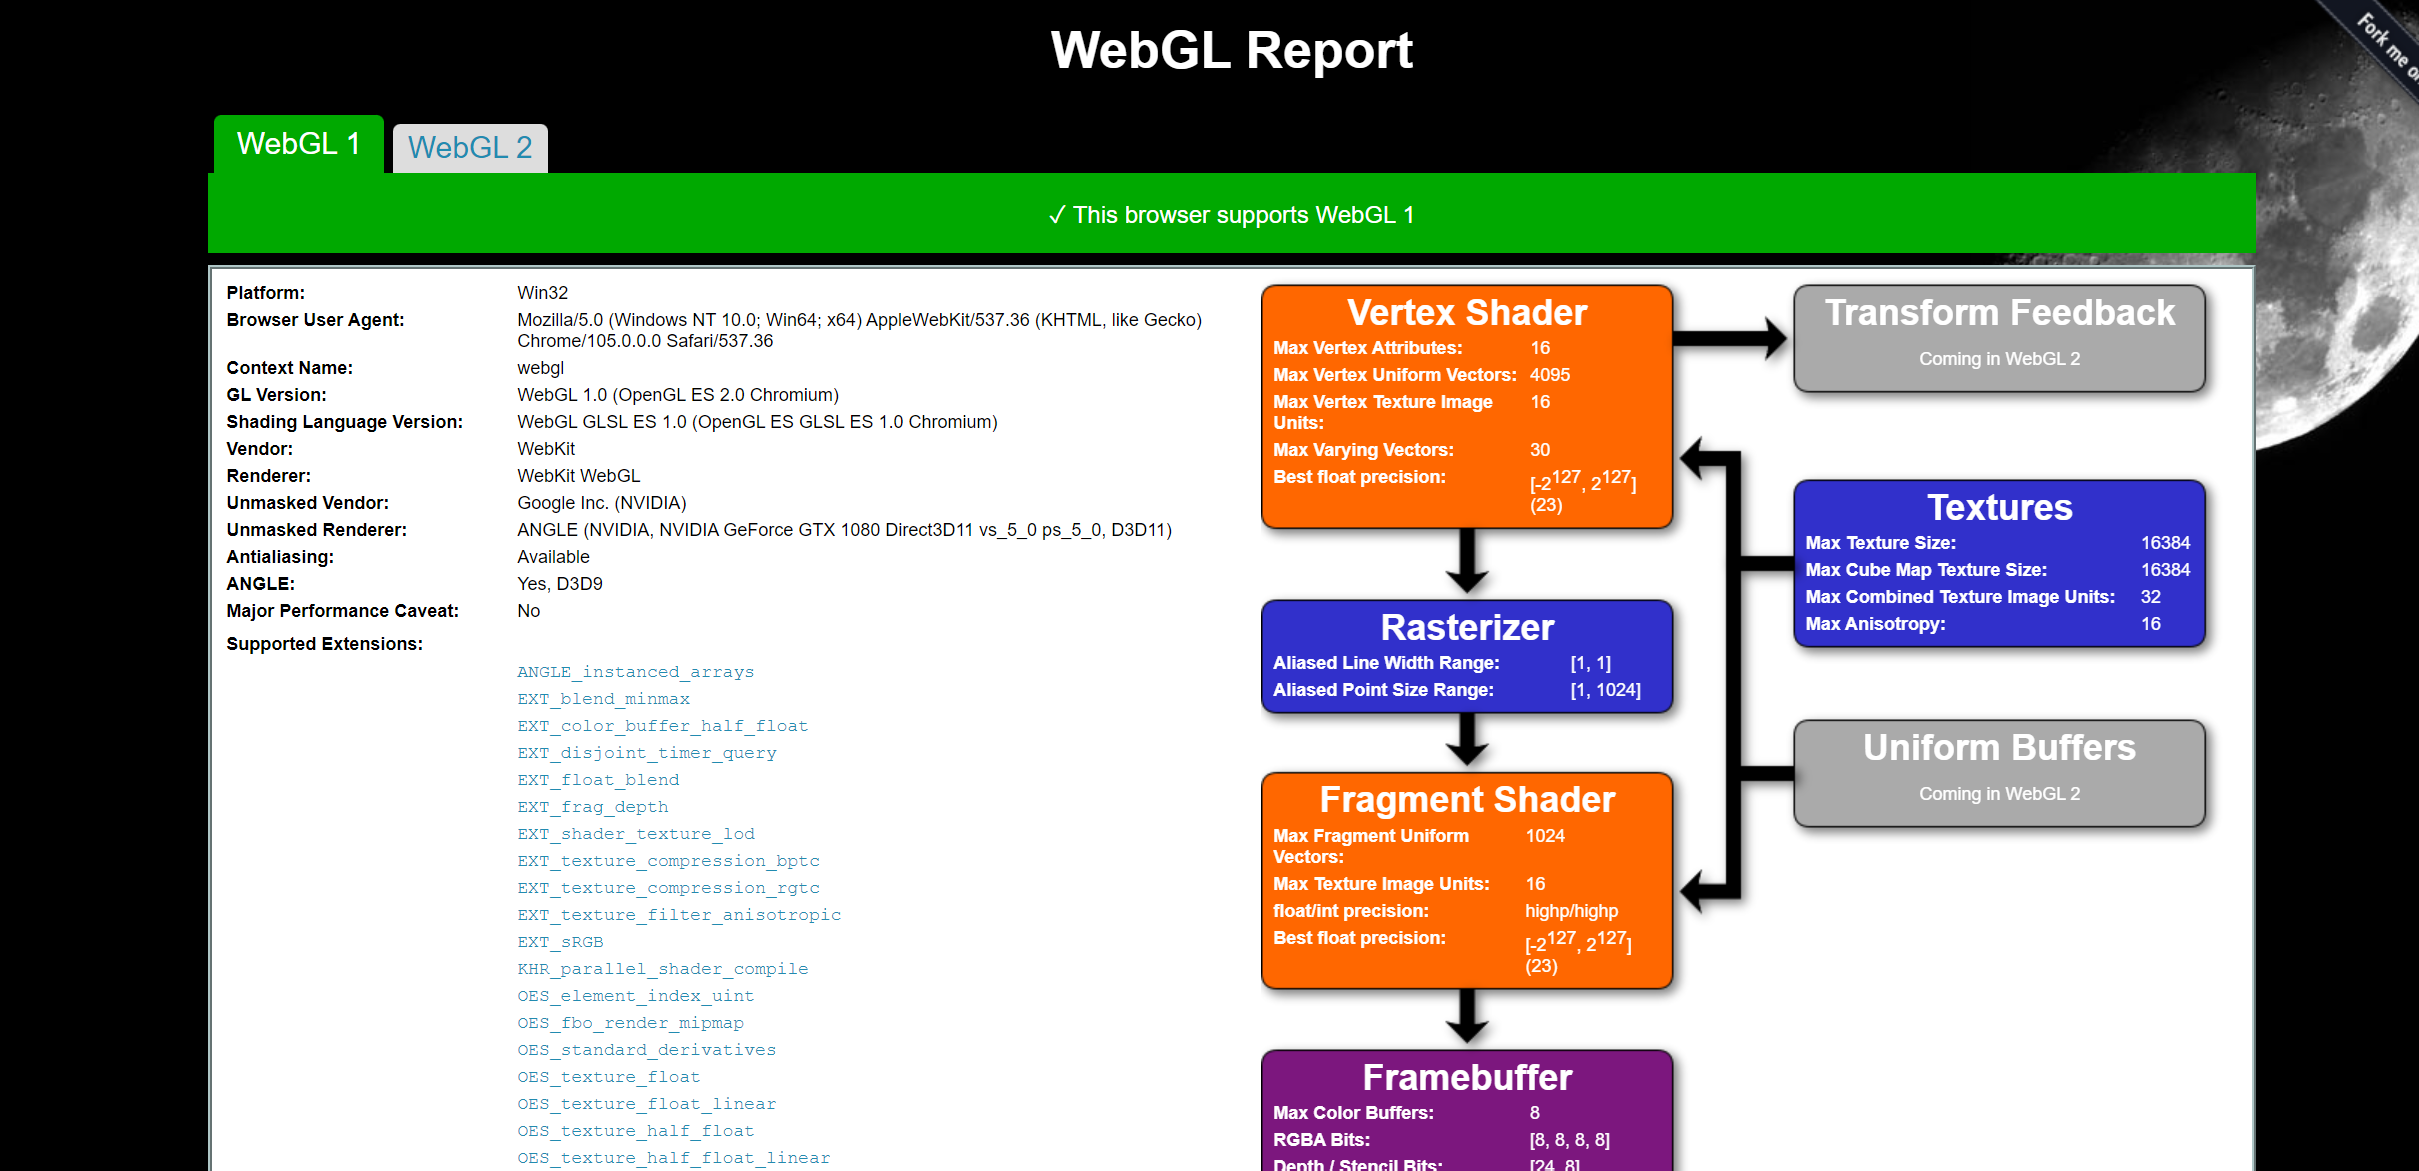 WebGL Report
Fork me
WebGL 1
WebGL 2
✓ This browser supports WebGL 1
Platform: Win32
Browser User Agent: Mozilla/5.0 (Windows NT 10.0; Win64; x64) AppleWebKit/537.36 (KHTML, like Gecko)
Chrome/105.0.0.0 Safari/537.36
Context Name: webgl
GL Version: WebGL 1.0 (OpenGL ES 2.0 Chromium)
Shading Language Version: WebGL GLSL ES 1.0 (OpenGL ES GLSL ES 1.0 Chromium)
Vendor: WebKit
Renderer: WebKit WebGL
Unmasked Vendor: Google Inc. (NVIDIA)
Unmasked Renderer: ANGLE (NVIDIA, NVIDIA GeForce GTX 1080 Direct3D11 vs_5_0 ps_5_0, D3D11)
Antialiasing: Available
ANGLE: Yes, D3D9
Major Performance Caveat: No
Supported Extensions:
ANGLE_instanced_arrays
EXT_blend_minmax
EXT_color_buffer_half_float
EXT_disjoint_timer_query
EXT_float_blend
EXT_frag_depth
EXT_shader_texture_lod
EXT_texture_compression_bptc
EXT_texture_compression_rgtc
EXT_texture_filter_anisotropic
EXT_sRGB
KHR_parallel_shader_compile
OES_element_index_uint
OES_fbo_render_mipmap
OES_standard_derivatives
OES_texture_float
OES_texture_float_linear
OES_texture_half_float
OES_texture_half_float_linear
Vertex Shader
Max Vertex Attributes: 16
Max Vertex Uniform Vectors: 4095
Max Vertex Texture Image 16
Units:
Max Varying Vectors: 30
Best float precision: [-2^127, 2^127]
(23)
Transform Feedback
Coming in WebGL 2
Textures
Max Texture Size: 16384
Max Cube Map Texture Size: 16384
Max Combined Texture Image Units: 32
Max Anisotropy: 16
Rasterizer
Aliased Line Width Range: [1, 1]
Aliased Point Size Range: [1, 1024]
Uniform Buffers
Coming in WebGL 2
Fragment Shader
Max Fragment Uniform 1024
Vectors:
Max Texture Image Units: 16
float/int precision: highp/highp
Best float precision: [-2^127, 2^127]
(23)
Framebuffer
Max Color Buffers: 8
RGBA Bits: [8, 8, 8, 8]
Depth / Stencil Bits: [24, 8]